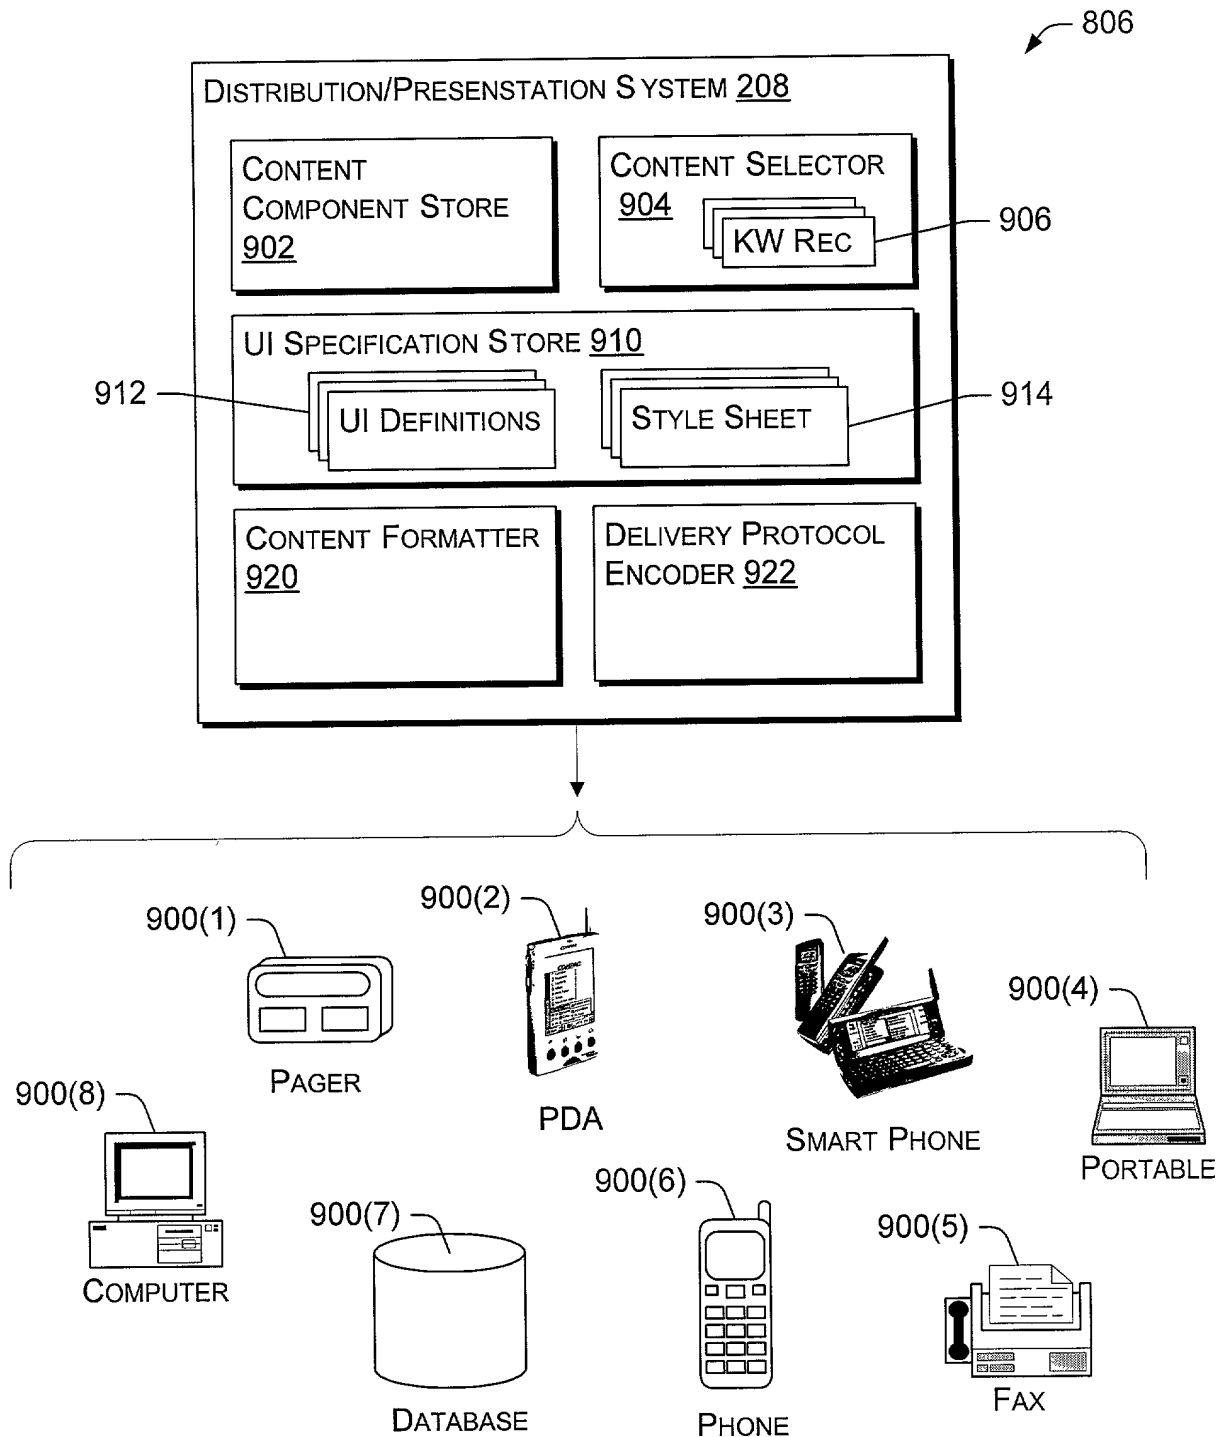 806
DISTRIBUTION/PRESENSTATION SYSTEM 208
CONTENT
COMPONENT STORE
902
CONTENT SELECTOR
904
KW REC
906
UI SPECIFICATION STORE 910
912
UI DEFINITIONS
STYLE SHEET
914
CONTENT FORMATTER
920
DELIVERY PROTOCOL
ENCODER 922
900(1)
PAGER
900(2)
PDA
900(3)
SMART PHONE
900(4)
PORTABLE
900(8)
COMPUTER
900(7)
DATABASE
900(6)
PHONE
900(5)
FAX